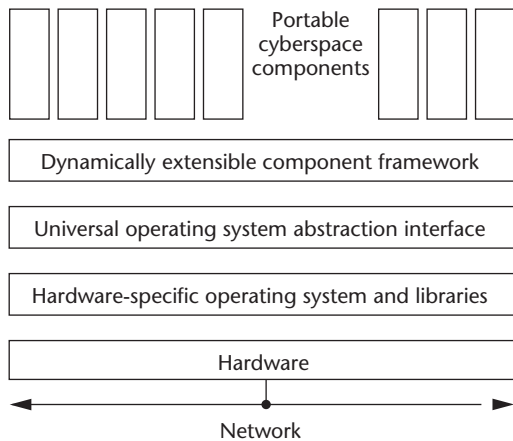 Portable
cyberspace
components
Dynamically extensible component framework
Universal operating system abstraction interface
Hardware-specific operating system and libraries
Hardware
Network